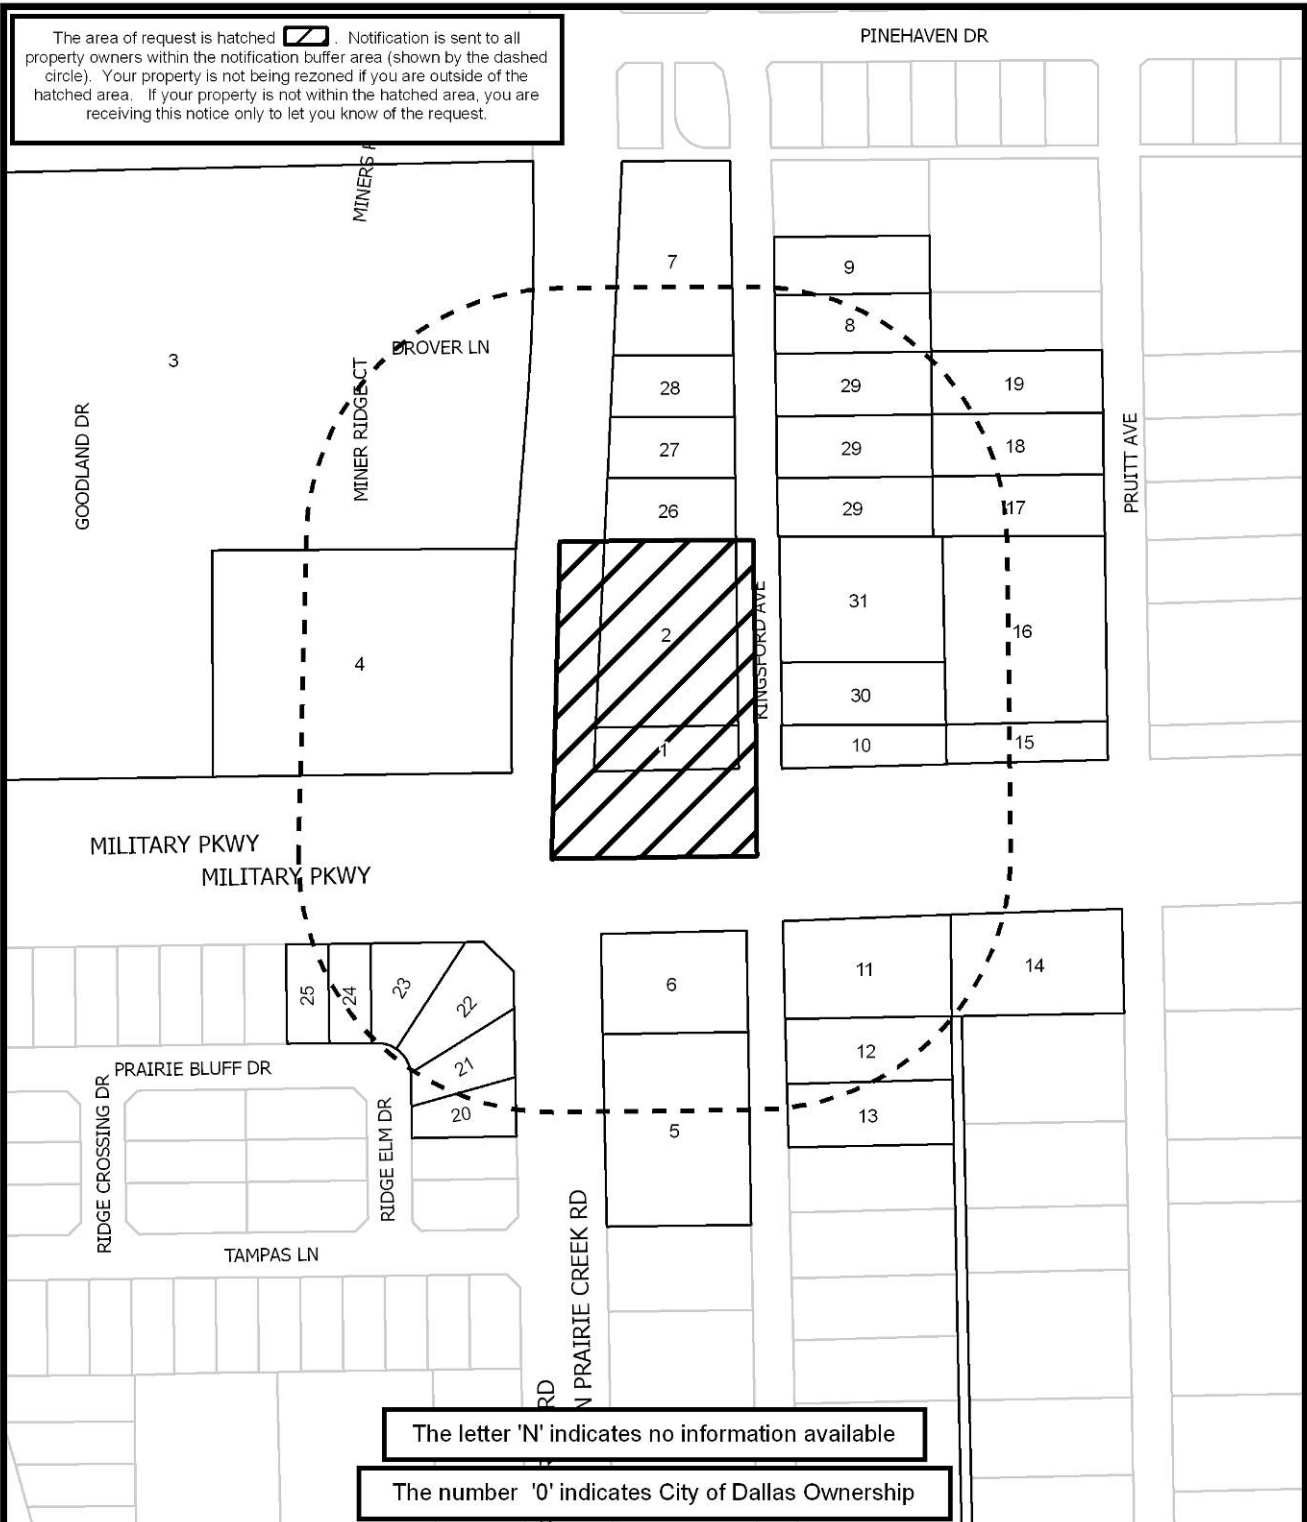 The area of request is hatched . Notification is sent to all
property owners within the notification buffer area (shown by the dashed
circle). Your property is not being rezoned if you are outside of the
hatched area. If your property is not within the hatched area, you are
receiving this notice only to let you know of the request.
PINEHAVEN DR
MINERS
7
9
8
3
DROVER LN
MINER RIDGE CT
GOODLAND DR
28
29
19
27
29
18
PRUITT AVE
26
29
17
31
2
16
4
KINGSFORD AVE
30
1
10
15
MILITARY PKWY
MILITARY PKWY
25
24
23
22
6
11
14
21
12
PRAIRIE BLUFF DR
20
5
13
RIDGE CROSSING DR
RIDGE ELM DR
TAMPAS LN
N PRAIRIE CREEK RD
RD
The letter 'N' indicates no information available
The number '0' indicates City of Dallas Ownership